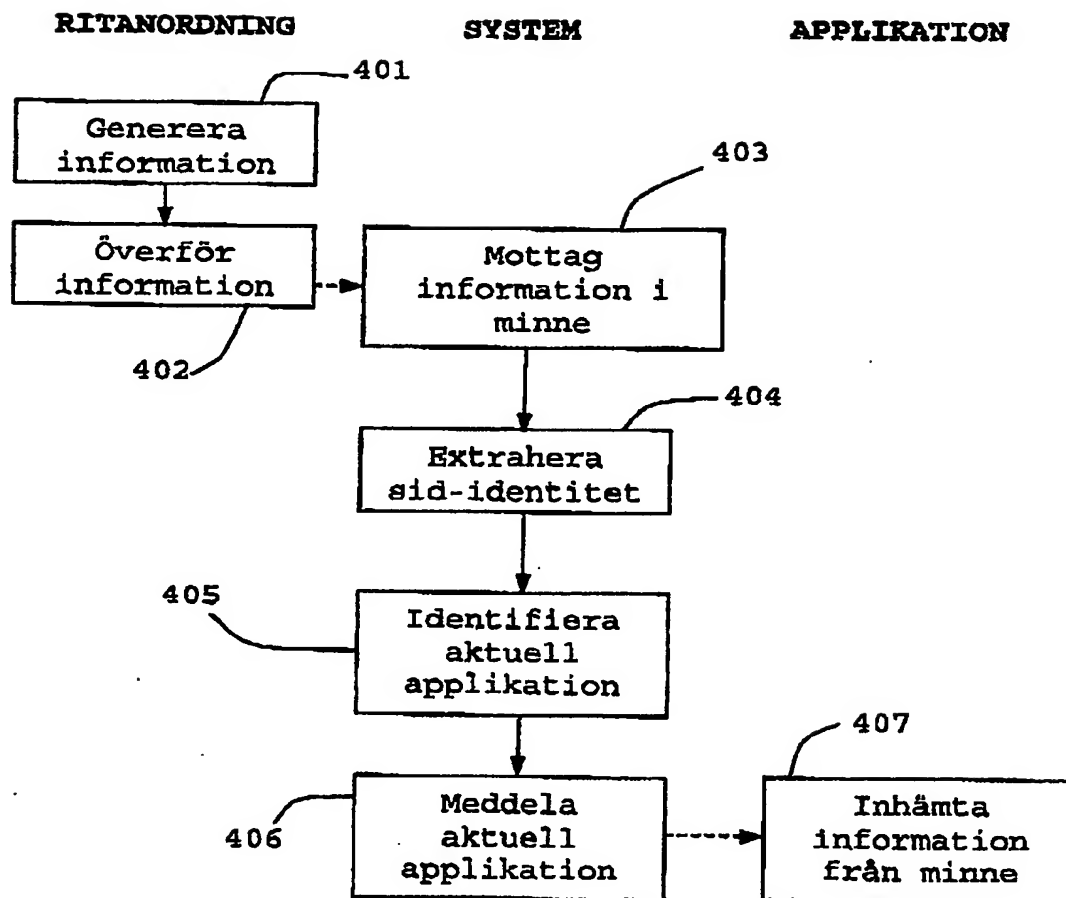 RITANORDNING SYSTEM APPLIKATION
401
Generera
information
403
Överför
information
Mottag
information i
minne
402
404
Extrahera
sid-identitet
405
Identifiera
aktuell
applikation
407
Meddela
aktuell
applikation
406
Inhämta
information
från minne